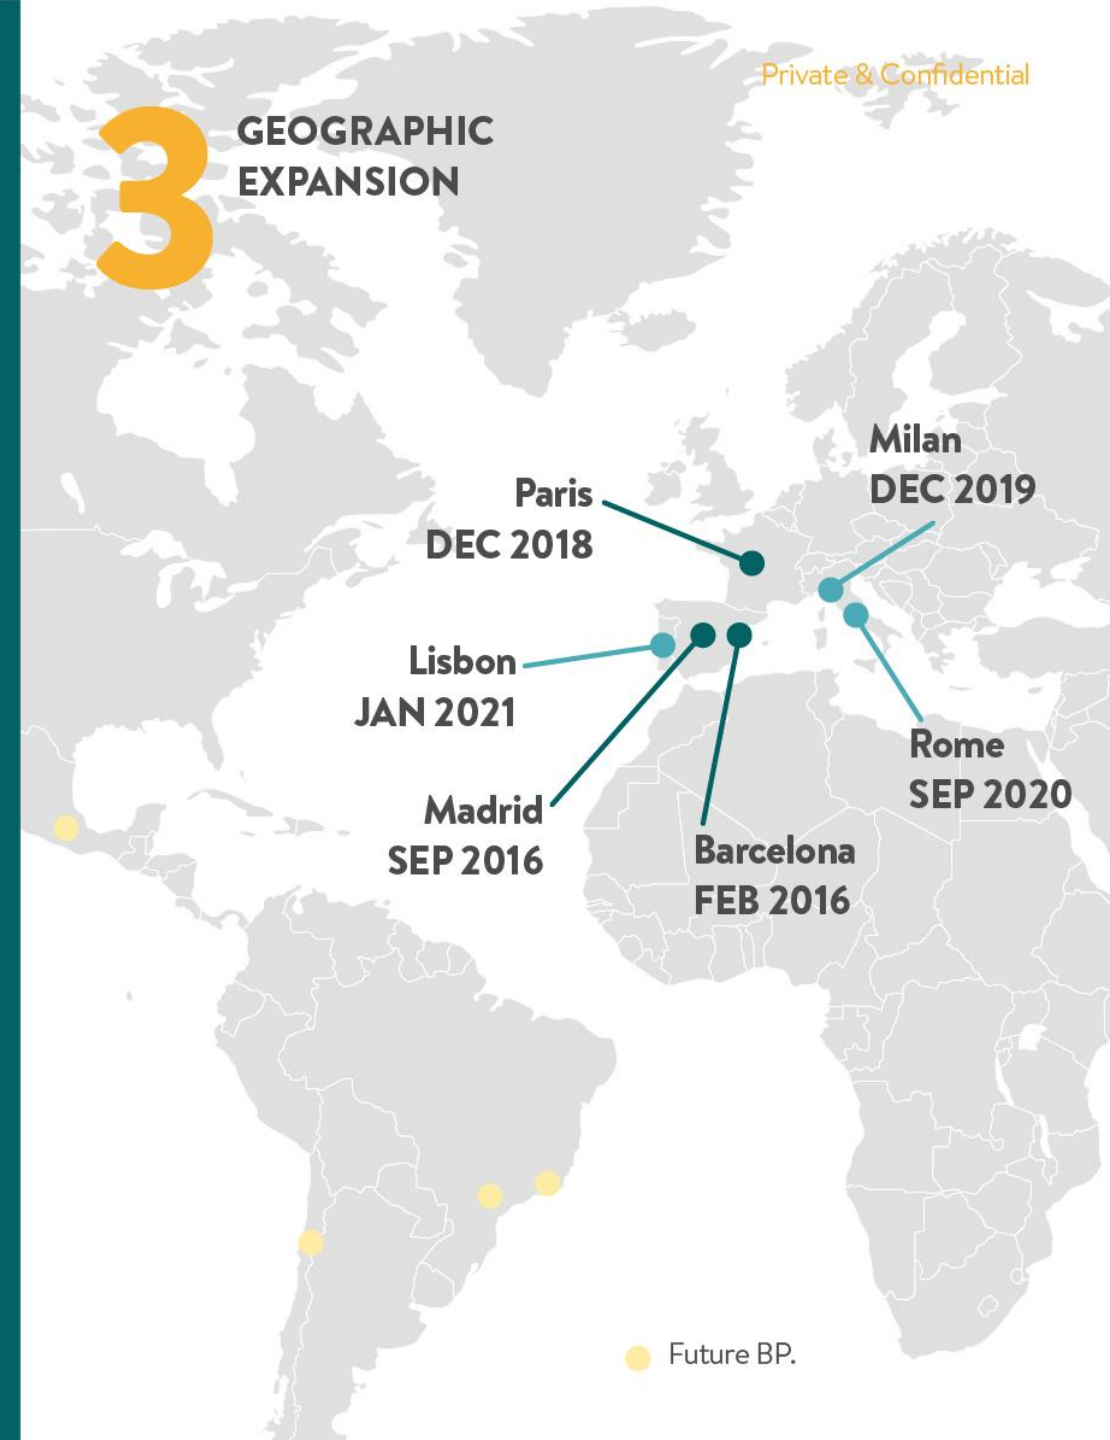 Private & Confidential
3
GEOGRAPHIC
EXPANSION
Milan
DEC 2019
Paris
DEC 2018
Lisbon
JAN 2021
Rome
SEP 2020
Madrid
SEP 2016
Barcelona
FEB 2016
Future BP.